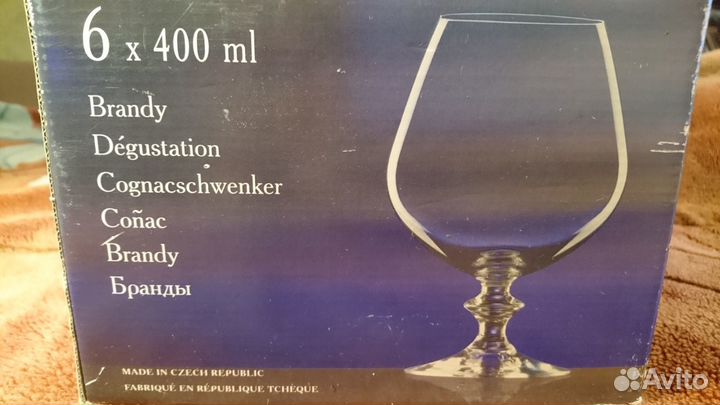 6 x 400 ml
Brandy
Dégustation
Cognacschwenker
Coñac
Brandy
Бранды
MADE IN CZECH REPUBLIC
FABRIQUÉ EN RÉPUBLIQUE TCHÈQUE
Avito